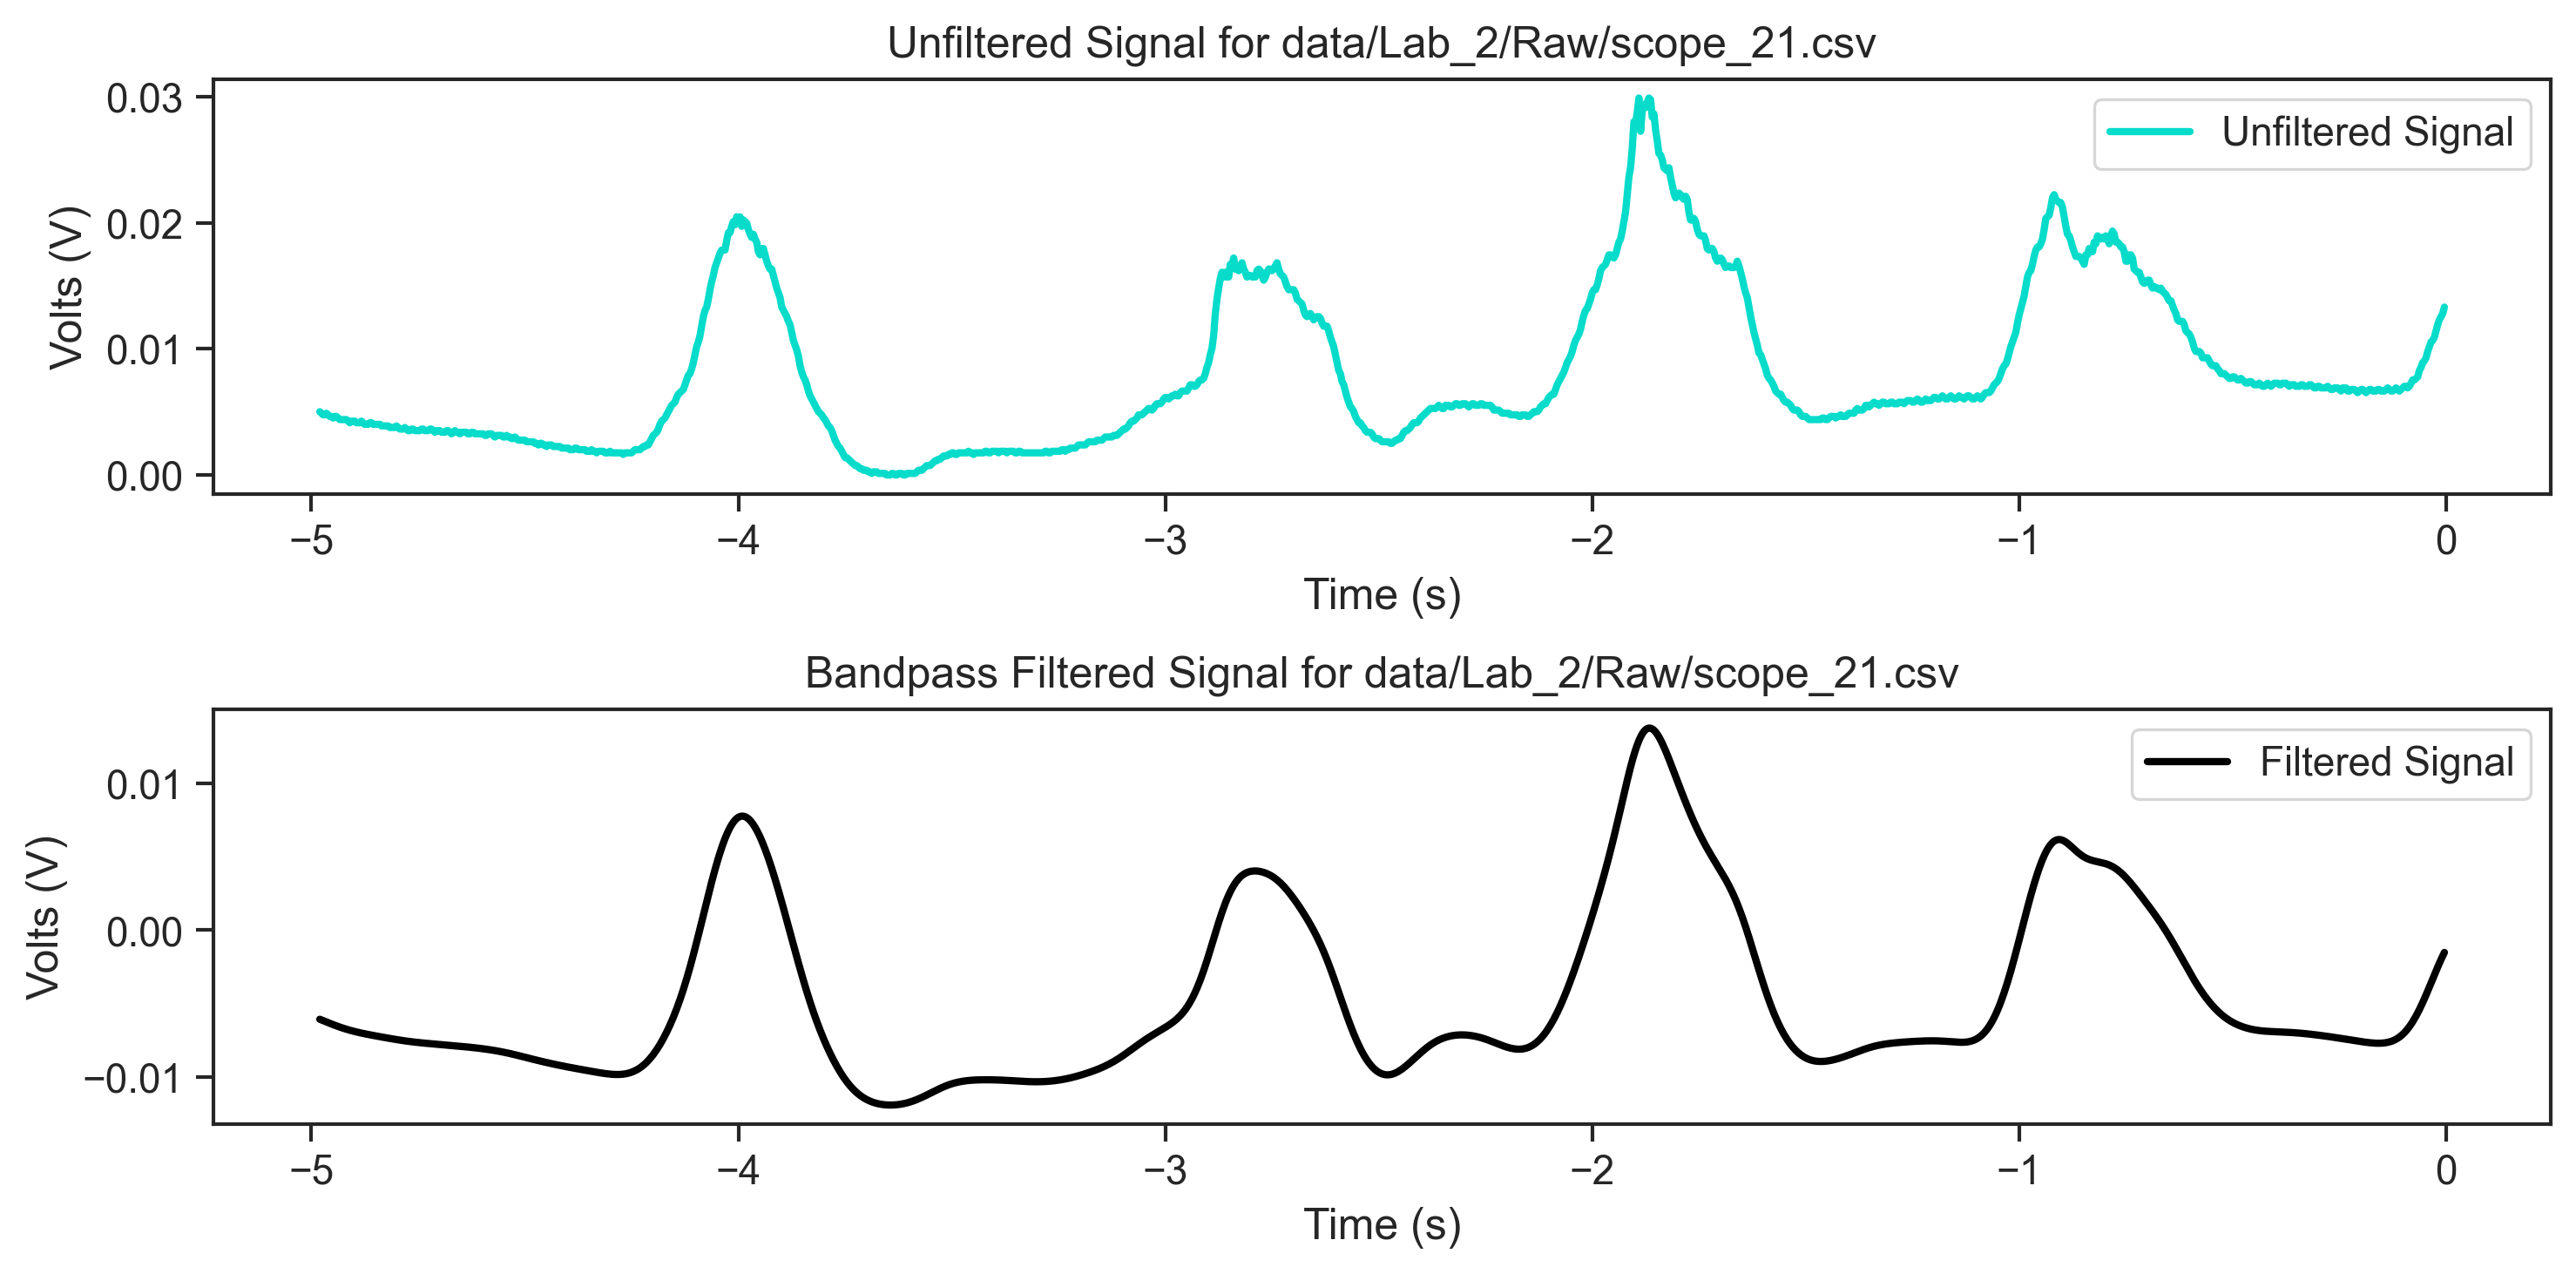 Unfiltered Signal for data/Lab_2/Raw/scope_21.csv
Unfiltered Signal
Volts (V)
0.03
0.02
0.01
0.00
−5 −4 −3 −2 −1 0
Time (s)
Bandpass Filtered Signal for data/Lab_2/Raw/scope_21.csv
Filtered Signal
Volts (V)
0.01
0.00
−0.01
−5 −4 −3 −2 −1 0
Time (s)